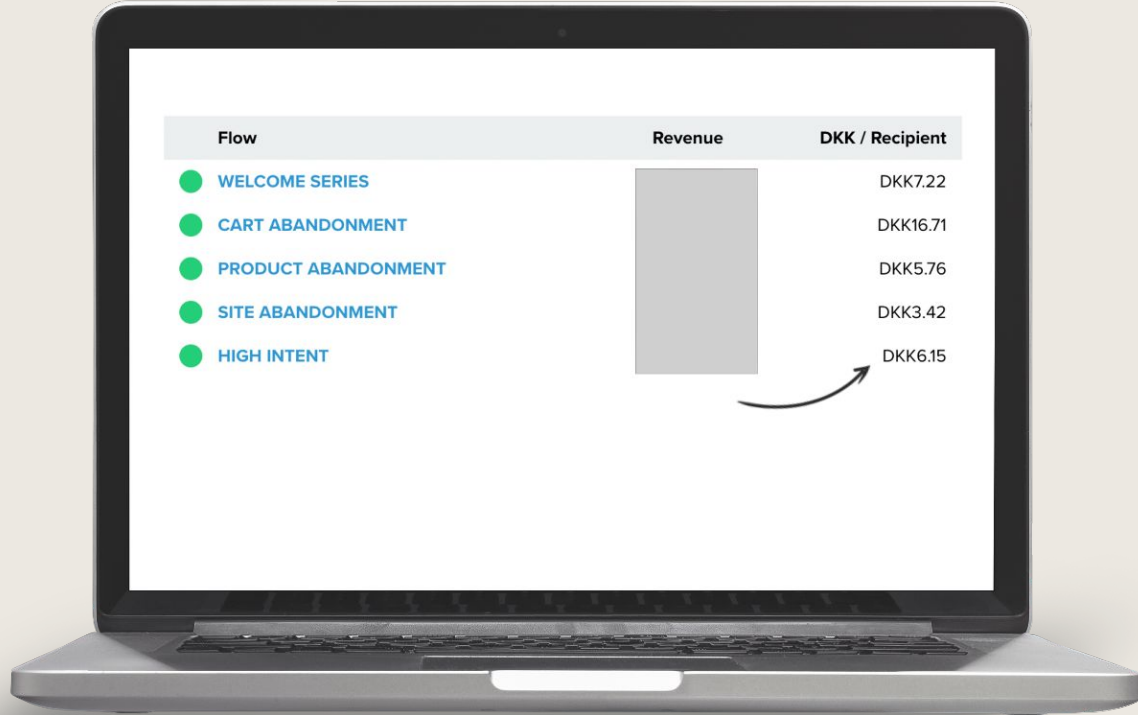 Flow Revenue DKK / Recipient
WELCOME SERIES DKK7.22
CART ABANDONMENT DKK16.71
PRODUCT ABANDONMENT DKK5.76
SITE ABANDONMENT DKK3.42
HIGH INTENT DKK6.15